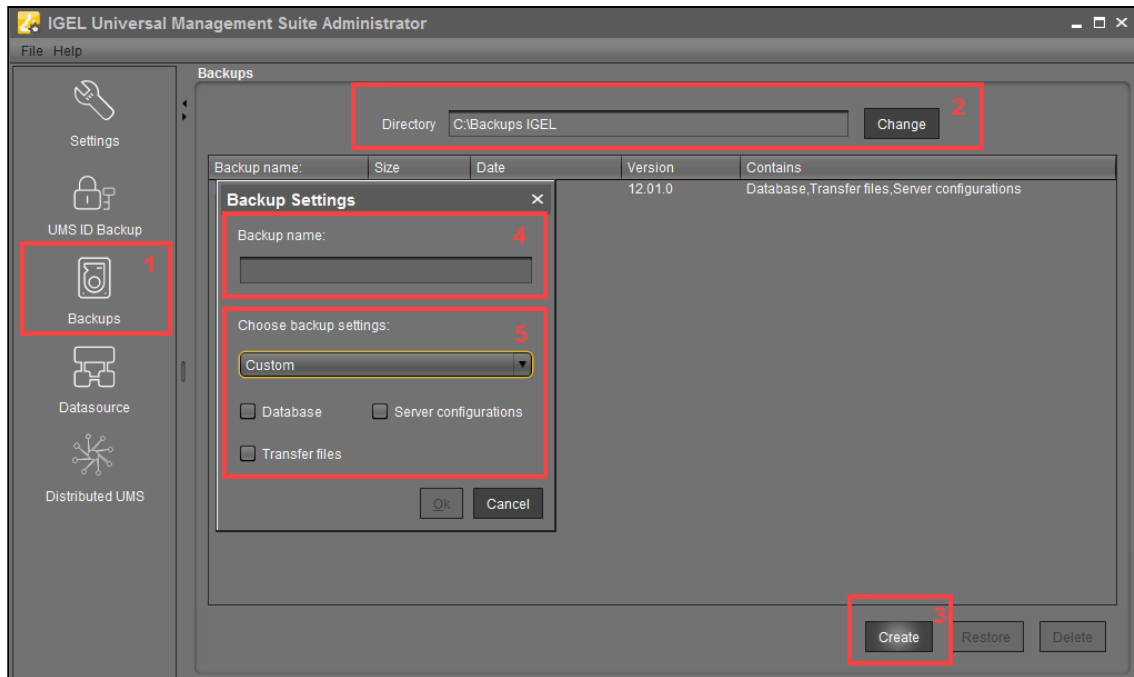 IGEL Universal Management Suite Administrator
File Help
Settings
UMS ID Backup
1
Backups
Datasource
Distributed UMS
Backups
Directory C:\Backups IGEL Change 2
Backup name: Size Date Version Contains
12.01.0 Database,Transfer files,Server configurations
Backup Settings
Backup name: 4
Choose backup settings: 5
Custom
Database Server configurations
Transfer files
Ok Cancel
3
Create Restore Delete